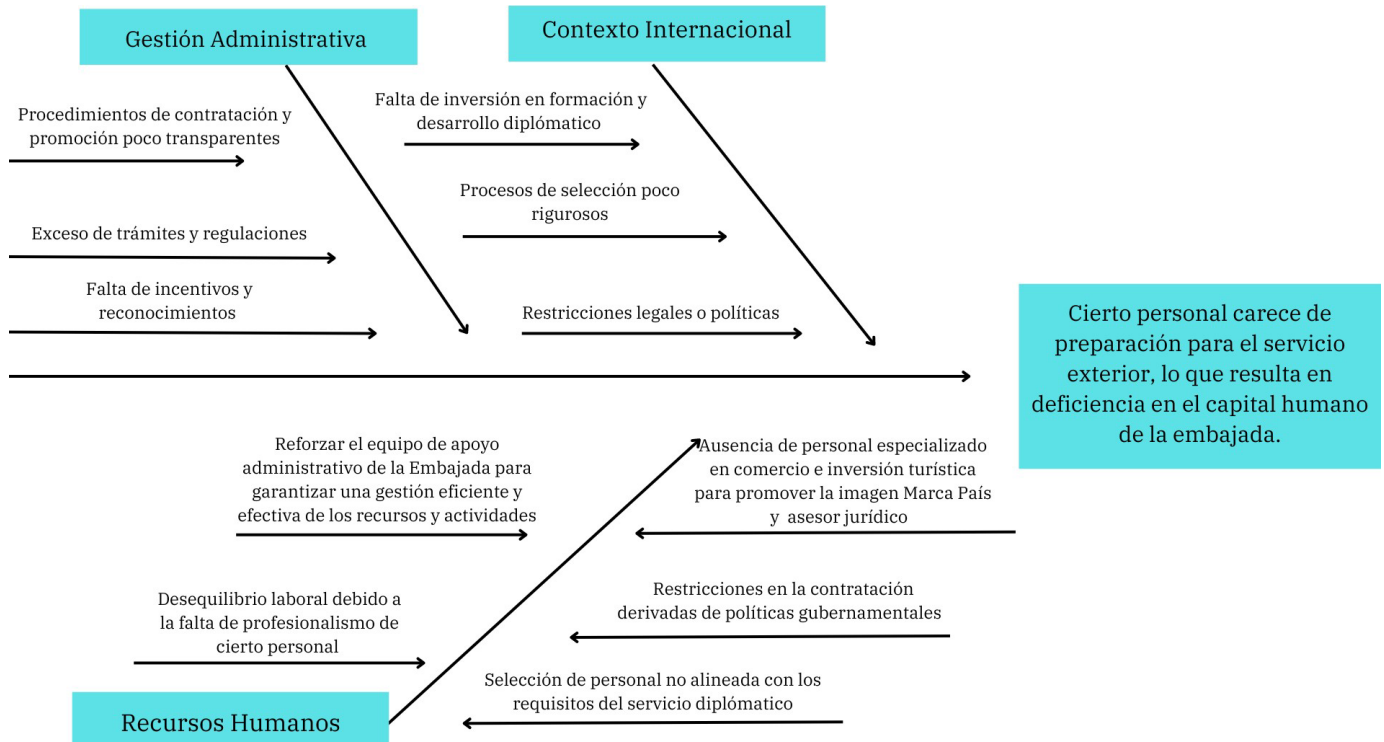 Gestión Administrativa
Contexto Internacional
Procedimientos de contratación y
promoción poco transparentes
Falta de inversión en formación y
desarrollo diplómatico
Procesos de selección poco
rigurosos
Exceso de trámites y regulaciones
Falta de incentivos y
reconocimientos
Restricciones legales o políticas
Cierto personal carece de
preparación para el servicio
exterior, lo que resulta en
deficiencia en el capital humano
de la embajada.
Reforzar el equipo de apoyo
administrativo de la Embajada para
garantizar una gestión eficiente y
efectiva de los recursos y actividades
Ausencia de personal especializado
en comercio e inversión turística
para promover la imagen Marca País
y asesor jurídico
Desequilibrio laboral debido a
la falta de profesionalismo de
cierto personal
Restricciones en la contratación
derivadas de políticas gubernamentales
Selección de personal no alineada con los
requisitos del servicio diplómatico
Recursos Humanos